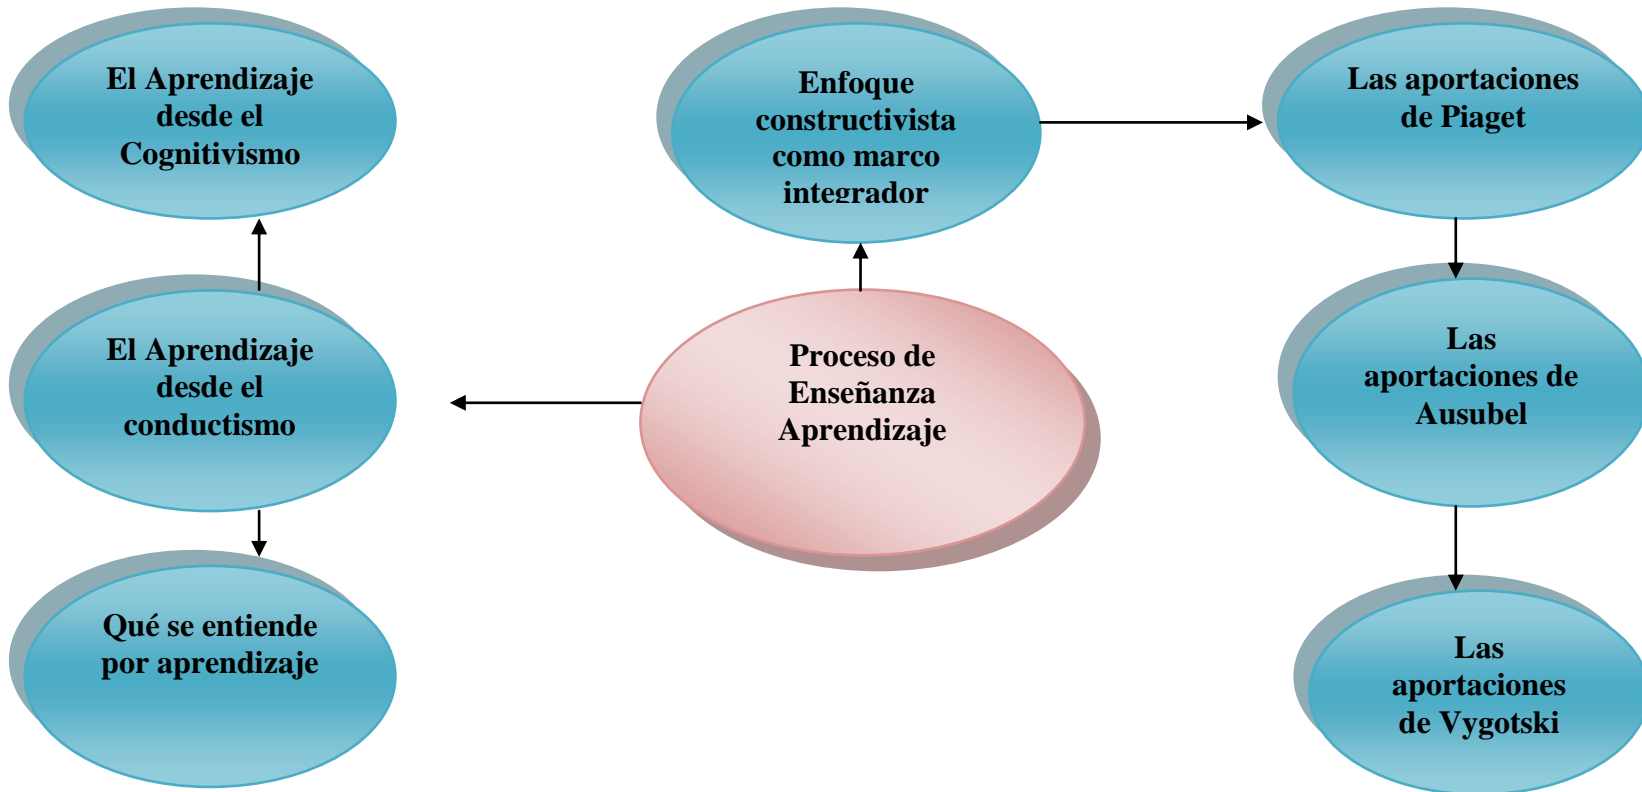 El Aprendizaje
desde el
Cognitivismo
Enfoque
constructivista
como marco
integrador
Las aportaciones
de Piaget
El Aprendizaje
desde el
conductismo
Proceso de
Enseñanza
Aprendizaje
Las
aportaciones de
Ausubel
Qué se entiende
por aprendizaje
Las
aportaciones
de Vygotski